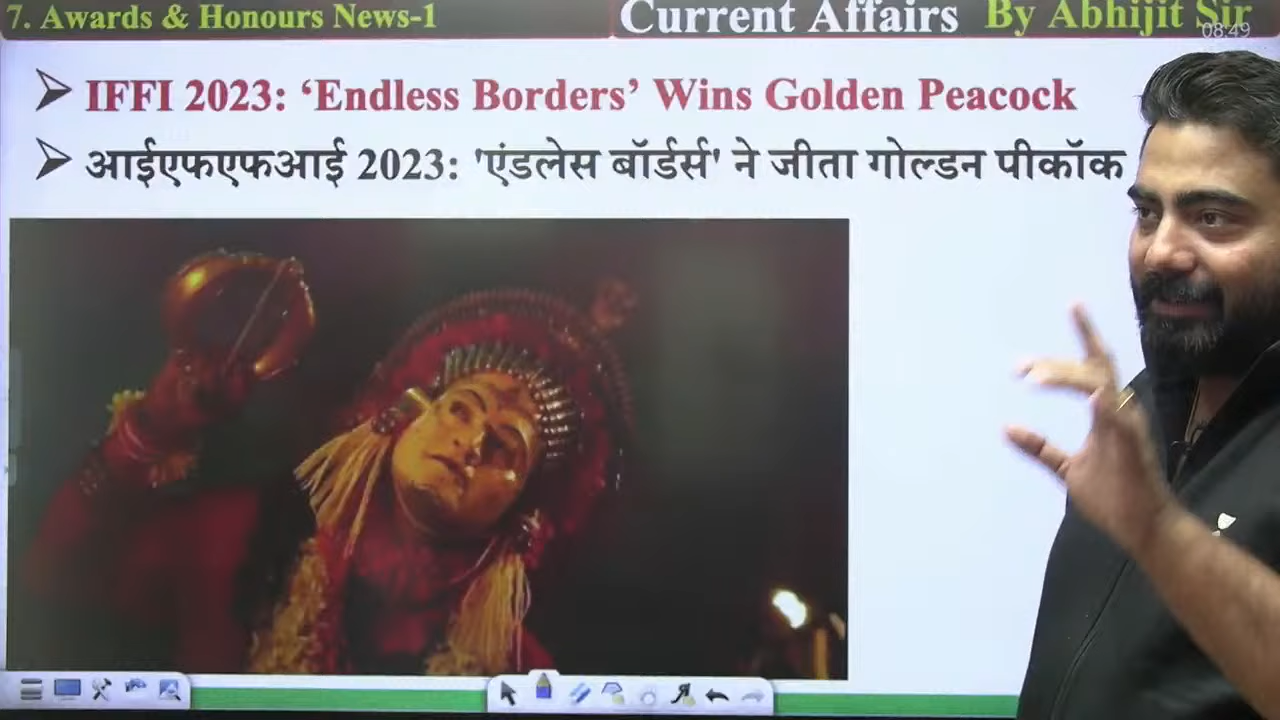 7. Awards & Honours News-1
Current Affairs By Abhijit Sir
08:49
IFFI 2023: ‘Endless Borders’ Wins Golden Peacock
आईएफएफआई 2023: 'एंडलेस बॉर्डर्स' ने जीता गोल्डन पीकॉक